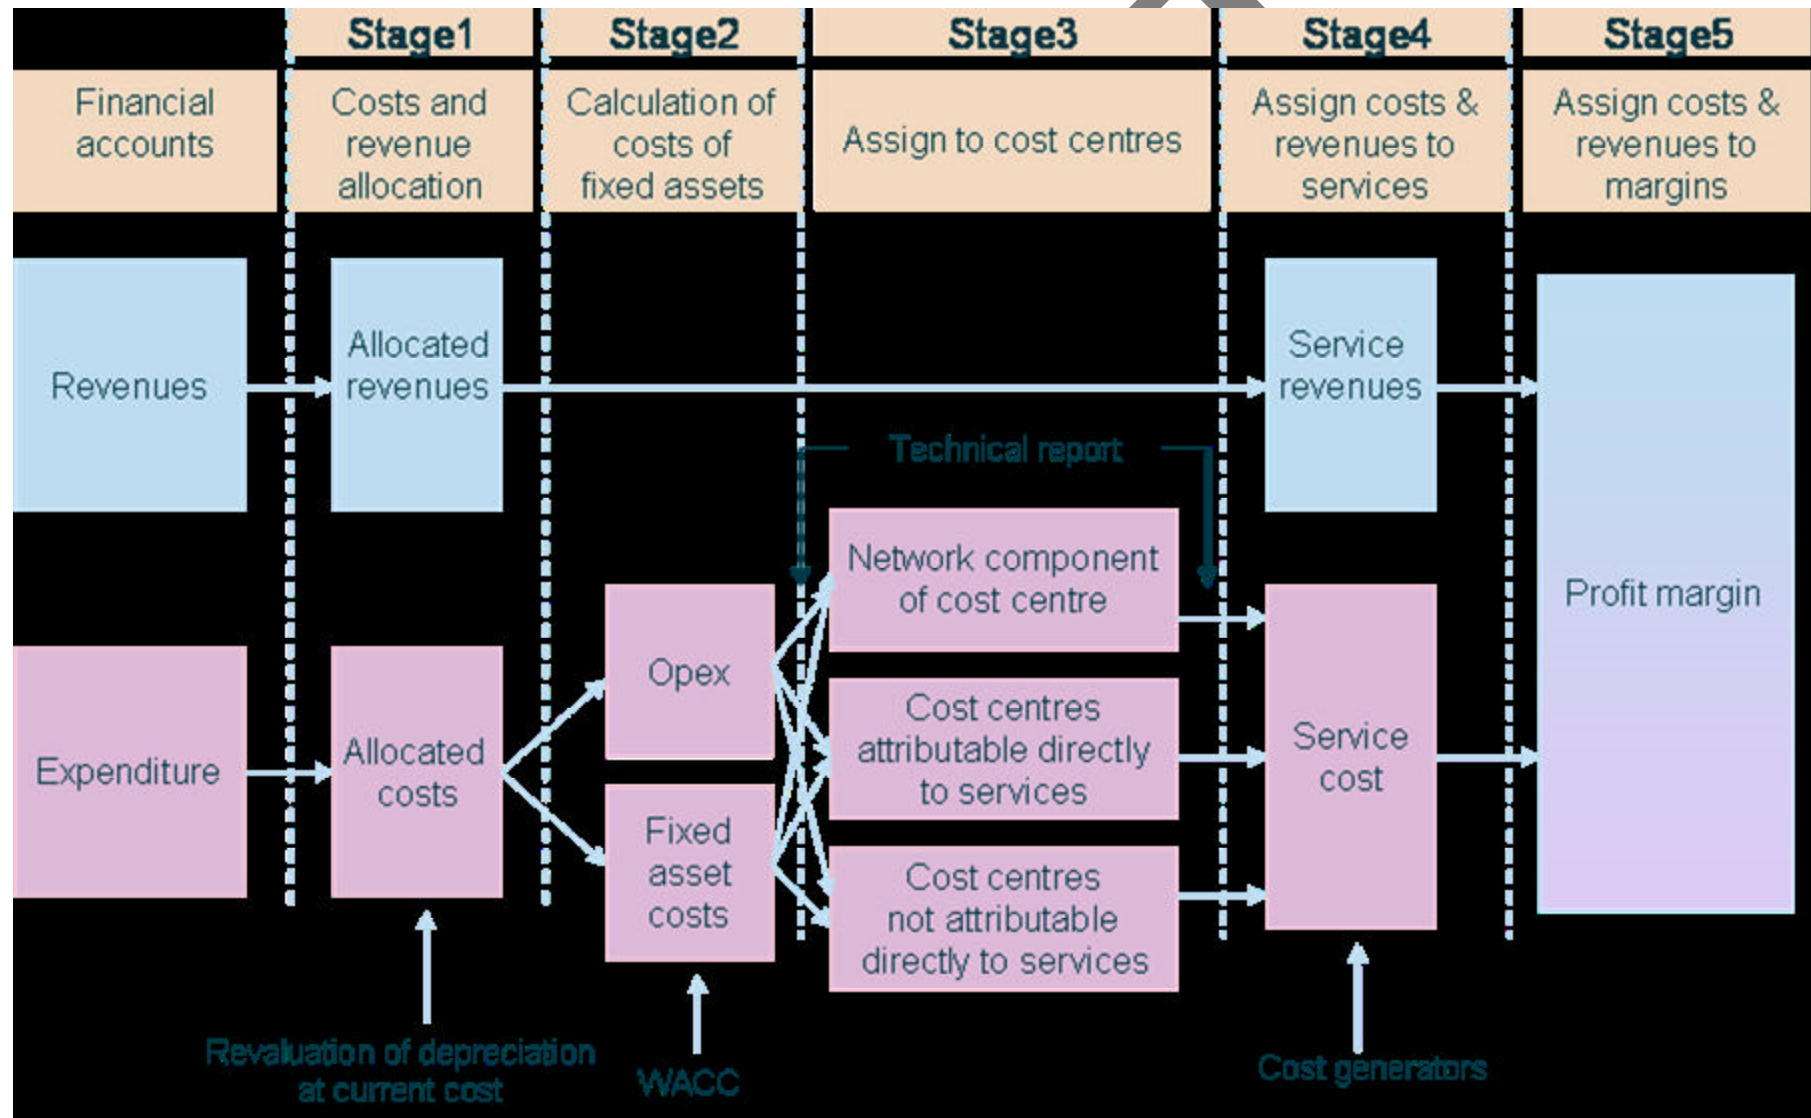 Stage1
Stage2
Stage3
Stage4
Stage5
Financial
accounts
Costs and
revenue
allocation
Calculation of
costs of
fixed assets
Assign to cost centres
Assign costs &
revenues to
services
Assign costs &
revenues to
margins
Revenues
Allocated
revenues
Service
revenues
Technical report
Network component
of cost centre
Opex
Profit margin
Expenditure
Allocated
costs
Cost centres
attributable directly
to services
Service
cost
Fixed
asset
costs
Cost centres
not attributable
directly to services
Revaluation of depreciation
at current cost
WACC
Cost generators